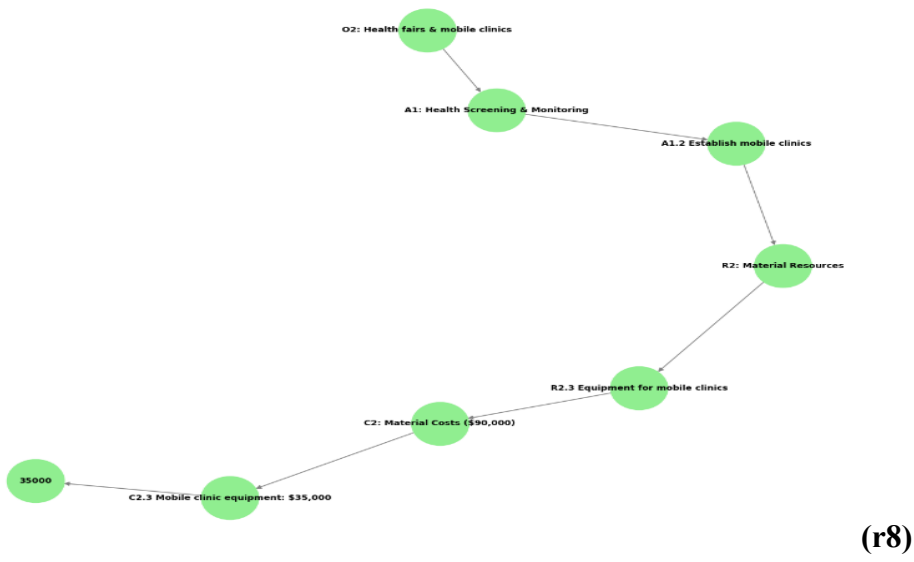 O2: Health fairs & mobile clinics
A1: Health Screening & Monitoring
A1.2 Establish mobile clinics
R2: Material Resources
R2.3 Equipment for mobile clinics
C2: Material Costs ($90,000)
35000
C2.3 Mobile clinic equipment: $35,000
(r8)